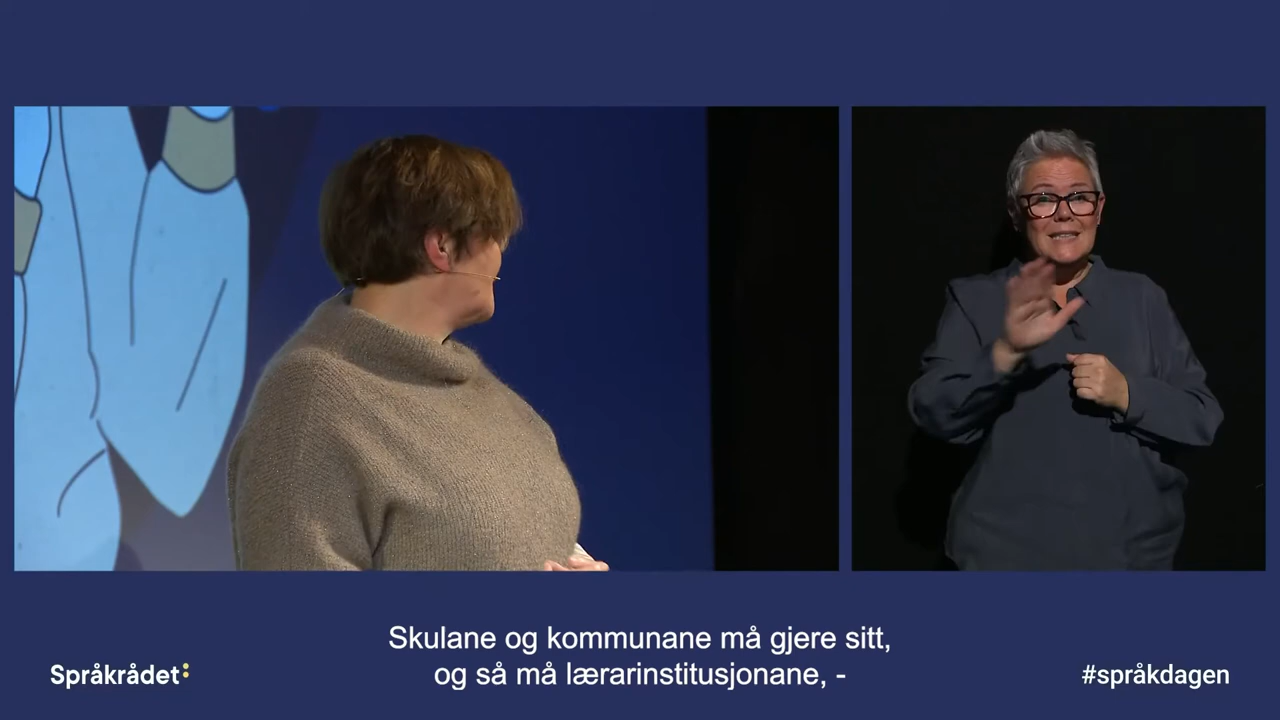 Skulane og kommunane må gjere sitt,
og så må lærarinstitusjonane, -
Språkrådet:
#språkdagen